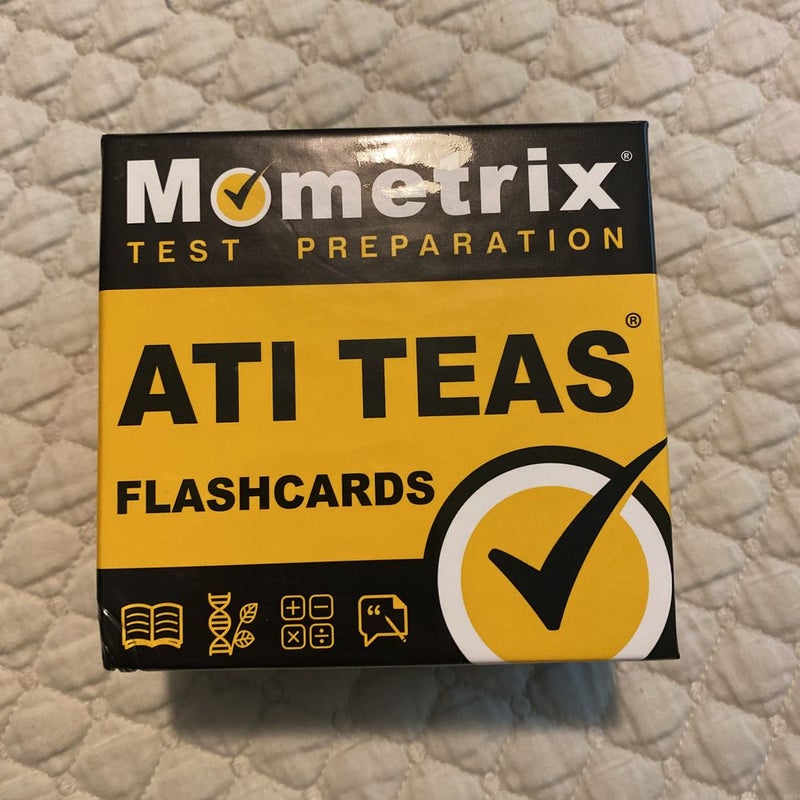 Mometrix®
TEST PREPARATION
ATI TEAS®
FLASHCARDS